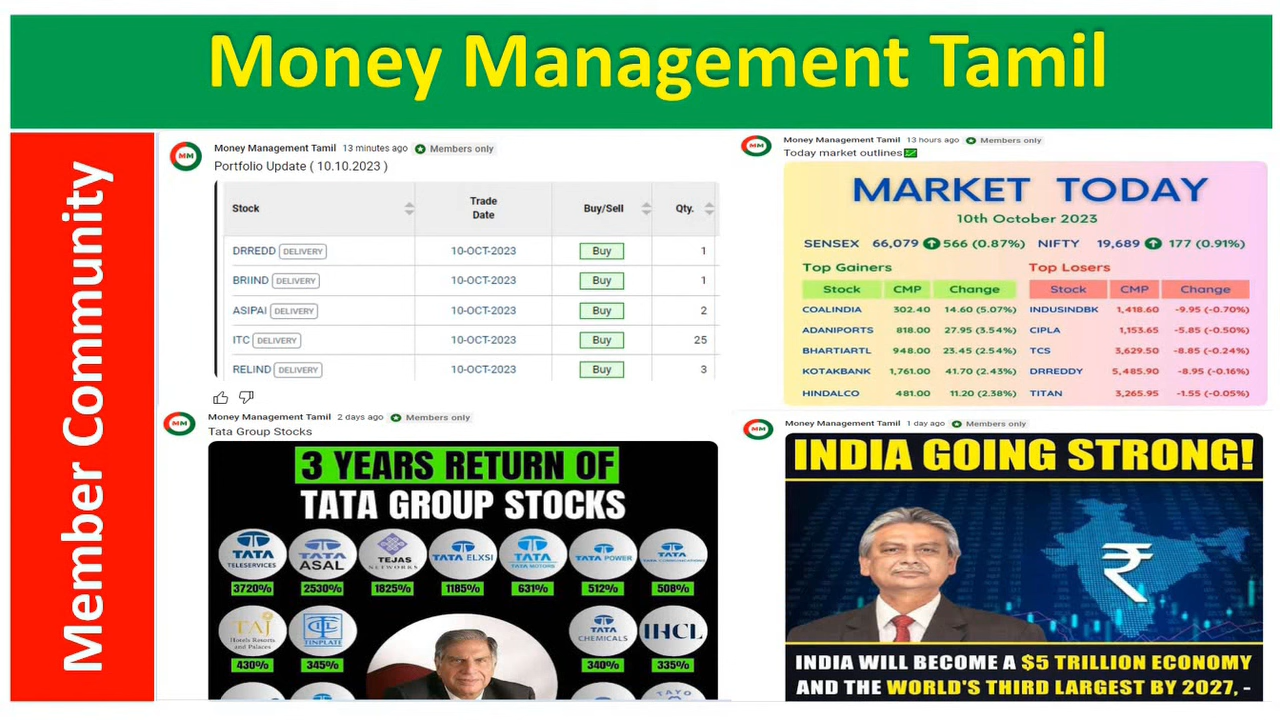 Money Management Tamil
Member Community
MM
Money Management Tamil 13 minutes ago Members only
Portfolio Update ( 10.10.2023 )
Stock Trade Date Buy/Sell Qty.
DRREDD DELIVERY 10-OCT-2023 Buy 1
BRIIND DELIVERY 10-OCT-2023 Buy 1
ASIPAI DELIVERY 10-OCT-2023 Buy 2
ITC DELIVERY 10-OCT-2023 Buy 25
RELIND DELIVERY 10-OCT-2023 Buy 3
MM
Money Management Tamil 13 hours ago Members only
Today market outlines
MARKET TODAY
10th October 2023
SENSEX 66,079 566 (0.87%) NIFTY 19,689 177 (0.91%)
Top Gainers Top Losers
Stock CMP Change Stock CMP Change
COALINDIA 302.40 14.60 (5.07%) INDUSINDBK 1,418.60 -9.95 (-0.70%)
ADANIPORTS 818.00 27.95 (3.54%) CIPLA 1,153.65 -5.85 (-0.50%)
BHARTIARTL 948.00 23.45 (2.54%) TCS 3,629.50 -8.85 (-0.24%)
KOTAKBANK 1,761.00 41.70 (2.43%) DRREDDY 5,485.90 -8.95 (-0.16%)
HINDALCO 481.00 11.20 (2.38%) TITAN 3,265.95 -1.55 (-0.05%)
MM
Money Management Tamil 2 days ago Members only
Tata Group Stocks
3 YEARS RETURN OF
TATA GROUP STOCKS
TATA TELESERVICES TATA ASAL TEJAS NETWORKS TATA ELXSI TATA TATA MOTORS TATA POWER TATA COMMUNICATIONS
3720% 2530% 1825% 1185% 631% 512% 508%
TAJ Hotels Resorts and Palaces TINPLATE TATA CHEMICALS IHCL
430% 345% 340% 335%
TAYO
MM
Money Management Tamil 1 day ago Members only
INDIA GOING STRONG!
₹
INDIA WILL BECOME A $5 TRILLION ECONOMY
AND THE WORLD'S THIRD LARGEST BY 2027, -